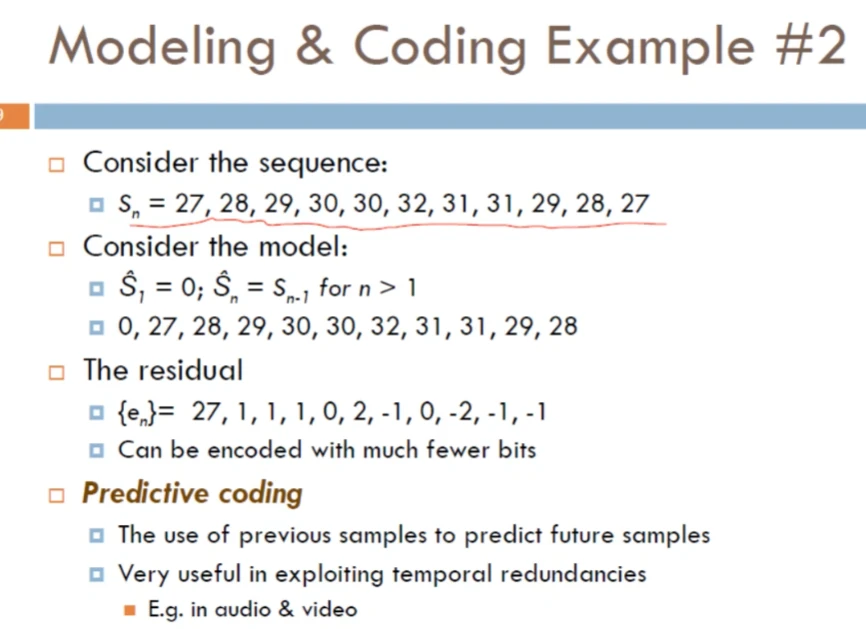 Modeling & Coding Example #2
9
Consider the sequence:
Sn = 27, 28, 29, 30, 30, 32, 31, 31, 29, 28, 27
Consider the model:
Ŝ1 = 0; Ŝn = Sn-1 for n > 1
0, 27, 28, 29, 30, 30, 32, 31, 31, 29, 28
The residual
{en}= 27, 1, 1, 1, 0, 2, -1, 0, -2, -1, -1
Can be encoded with much fewer bits
Predictive coding
The use of previous samples to predict future samples
Very useful in exploiting temporal redundancies
E.g. in audio & video